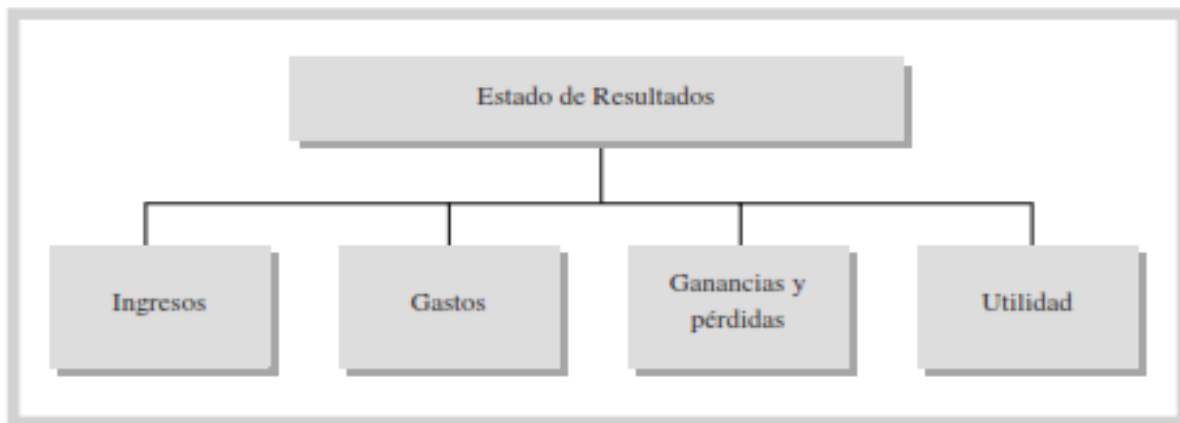 Estado de Resultados
Ingresos
Gastos
Ganancias y
pérdidas
Utilidad